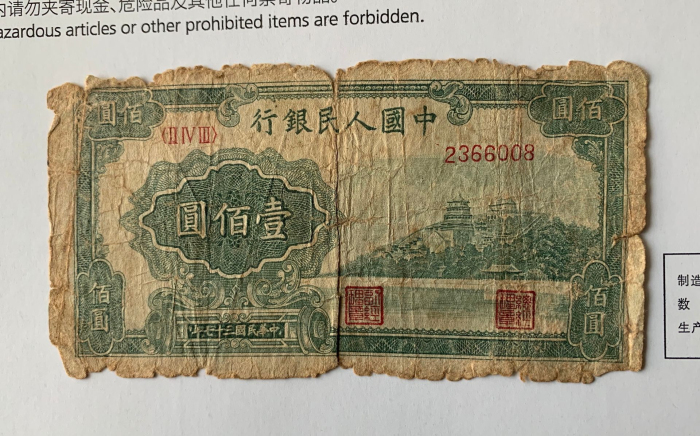 内请勿夹寄现金、危险品及其他任何禁寄物品。
azardous articles or other prohibited items are forbidden.
佰圓
中國人民銀行
佰圓
〈II IV III〉
2366008
壹佰圓
佰圓
佰圓
中華民國三十七年
制造
数
生产